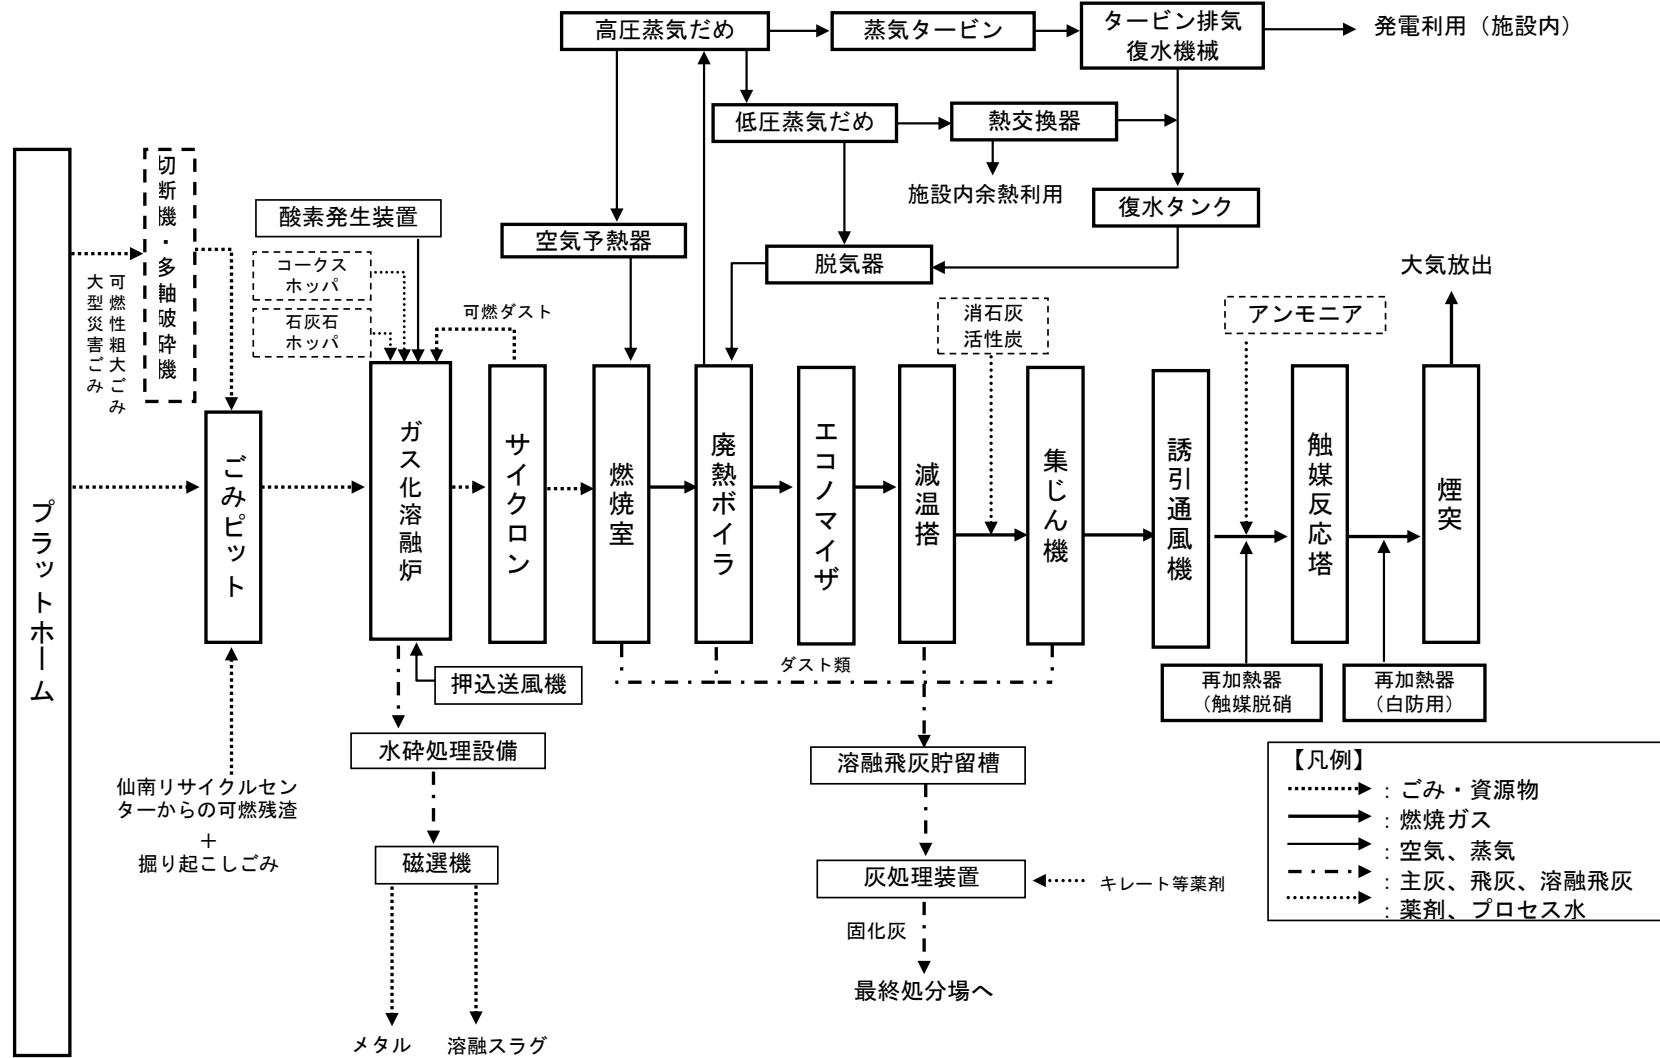 高圧蒸気だめ
蒸気タービン
タービン排気
復水機械
発電利用（施設内）
低圧蒸気だめ
熱交換器
施設内余熱利用
復水タンク
切断機・多軸破砕機
酸素発生装置
空気予熱器
脱気器
コークス
ホッパ
石灰石
ホッパ
可燃ダスト
消石灰
活性炭
アンモニア
大気放出
可燃性粗大ごみ
大型災害ごみ
プラットホーム
ごみピット
ガス化溶融炉
サイクロン
燃焼室
廃熱ボイラ
エコノマイザ
減温塔
集じん機
誘引通風機
触媒反応塔
煙突
ダスト類
押込送風機
再加熱器
（触媒脱硝
再加熱器
（白防用）
水砕処理設備
溶融飛灰貯留槽
仙南リサイクルセン
ターからの可燃残渣
＋
掘り起こしごみ
磁選機
灰処理装置
キレート等薬剤
固化灰
最終処分場へ
メタル
溶融スラグ
【凡例】
：ごみ・資源物
：燃焼ガス
：空気、蒸気
：主灰、飛灰、溶融飛灰
：薬剤、プロセス水